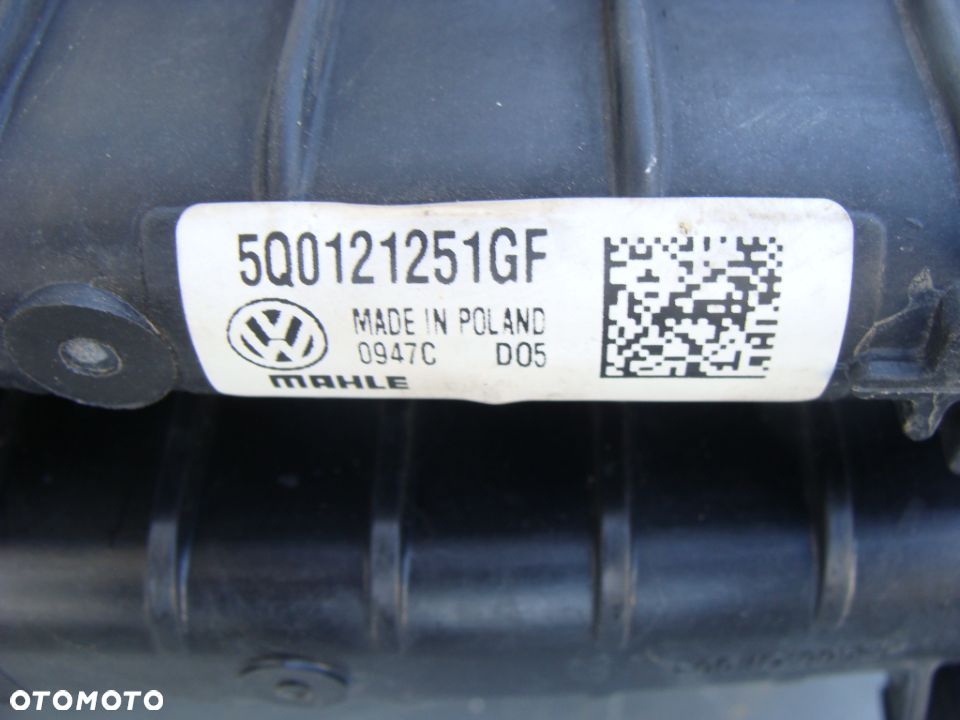 5Q0121251GF
MADE IN POLAND
0947C D05
MAHLE
OTOMOTO